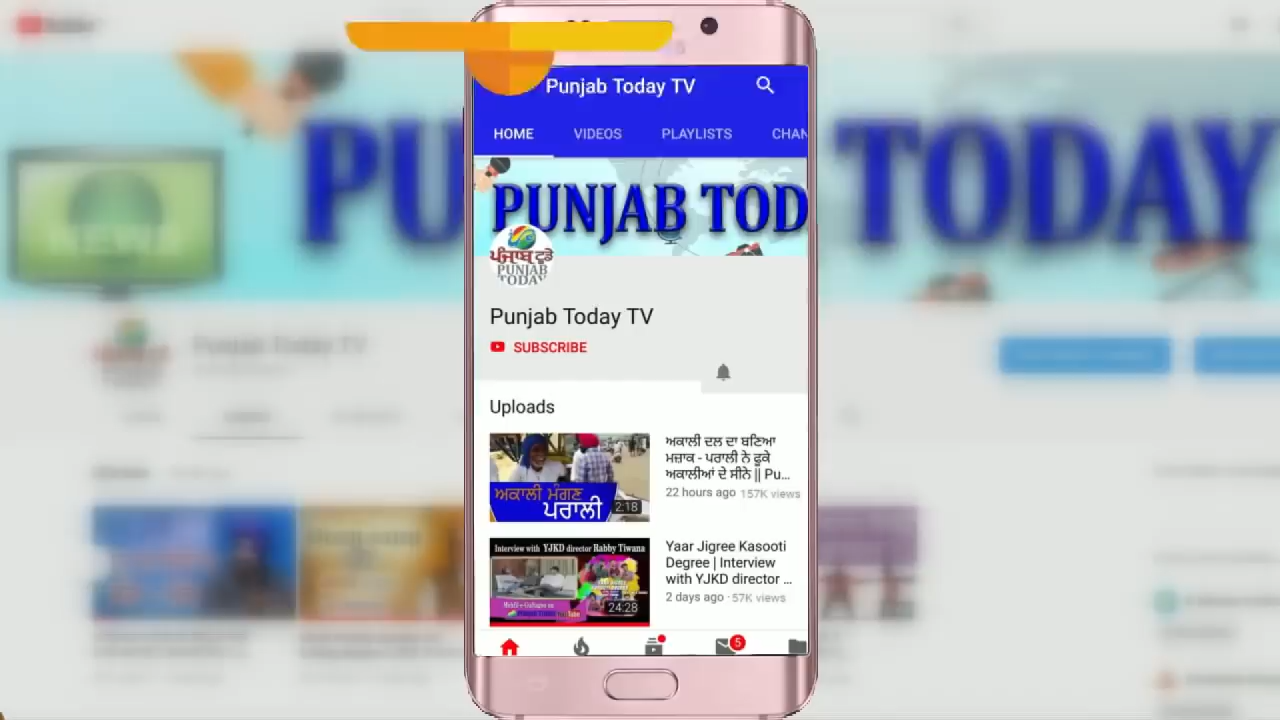 Punjab Today TV
HOME VIDEOS PLAYLISTS CHAN
PUNJAB TOD
PU
TODAY
ਪੰਜਾਬ ਟੂਡੇ
PUNJAB
TODAY
Punjab Today TV
SUBSCRIBE
Uploads
ਅਕਾਲੀ ਮੰਗਣ
ਪਰਾਲੀ
2:18
ਅਕਾਲੀ ਦਲ ਦਾ ਬਣਿਆ
ਮਜ਼ਾਕ - ਪਰਾਲੀ ਨੇ ਫੂਕੇ
ਅਕਾਲੀਆਂ ਦੇ ਸੀਨੇ || Pu...
22 hours ago 157K views
Interview with YJKD director Rabby Tiwana
24:28
Yaar Jigree Kasooti
Degree | Interview
with YJKD director ...
2 days ago · 57K views
5